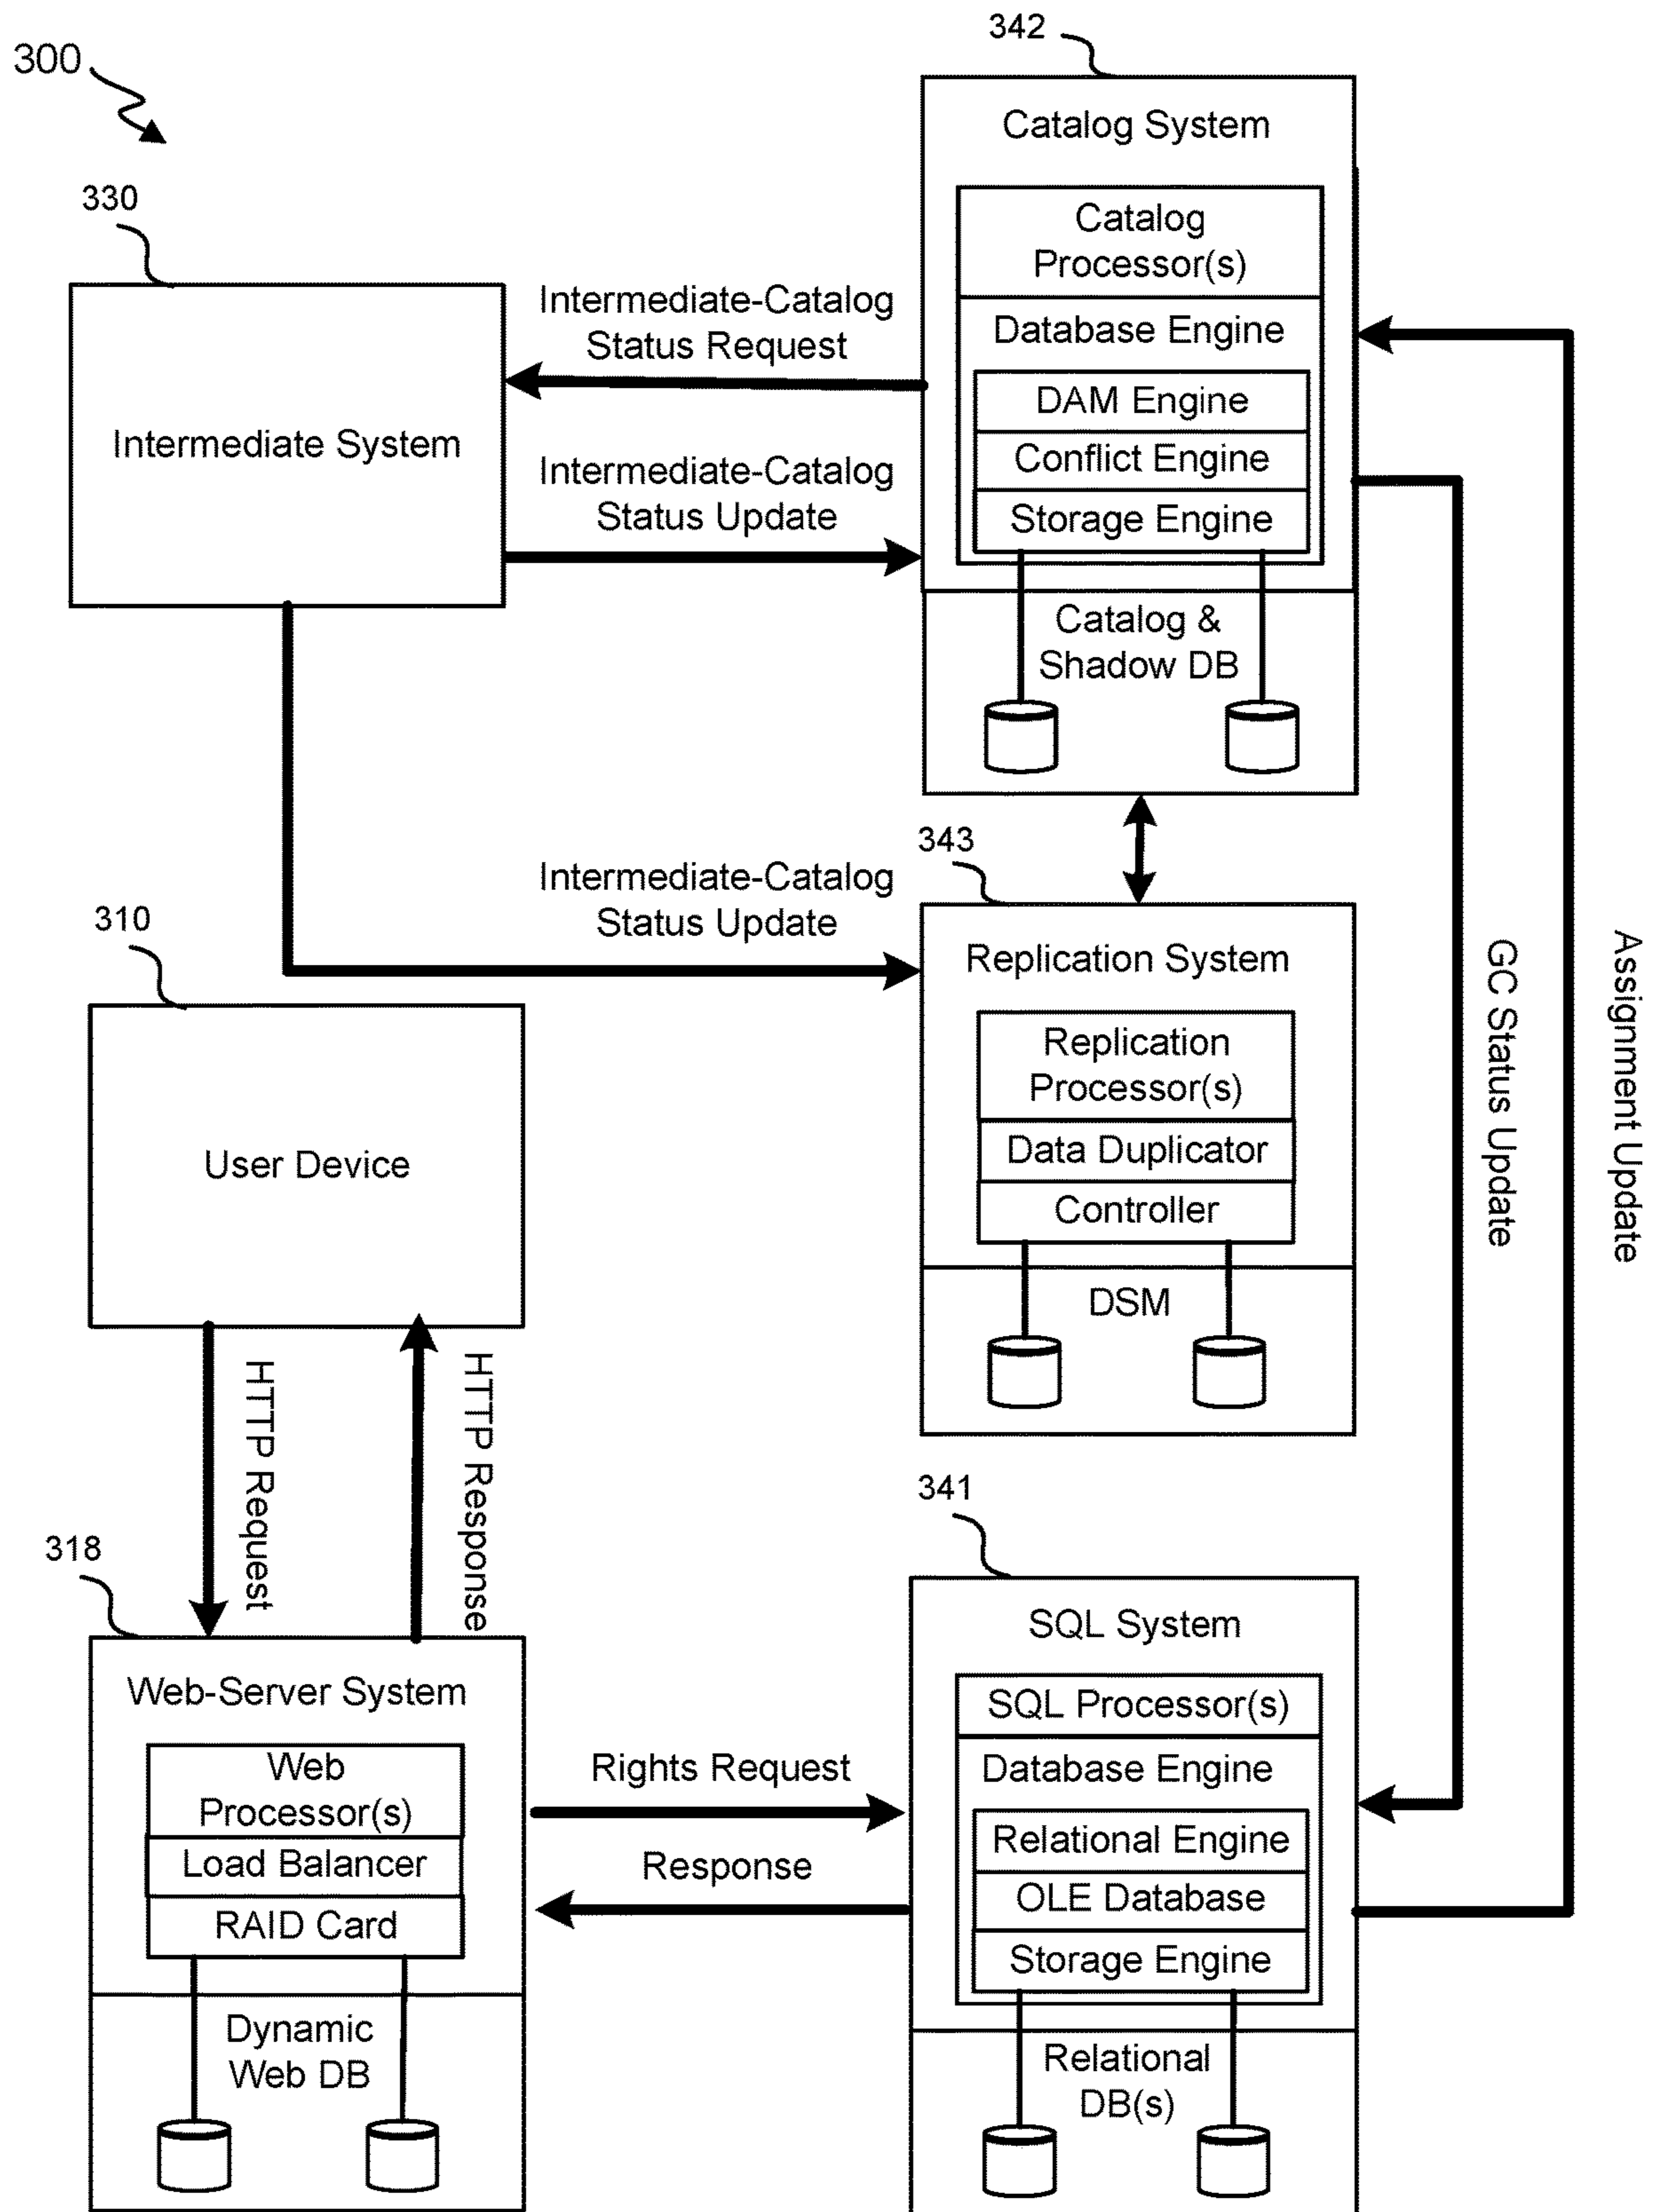 300
342
Catalog System
Catalog
Processor(s)
Database Engine
DAM Engine
Conflict Engine
Storage Engine
Catalog &
Shadow DB
330
Intermediate System
Intermediate-Catalog
Status Request
Intermediate-Catalog
Status Update
Intermediate-Catalog
Status Update
343
Replication System
Replication
Processor(s)
Data Duplicator
Controller
DSM
GC Status Update
Assignment Update
310
User Device
HTTP Request
HTTP Response
318
Web-Server System
Web
Processor(s)
Load Balancer
RAID Card
Dynamic
Web DB
Rights Request
Response
341
SQL System
SQL Processor(s)
Database Engine
Relational Engine
OLE Database
Storage Engine
Relational
DB(s)